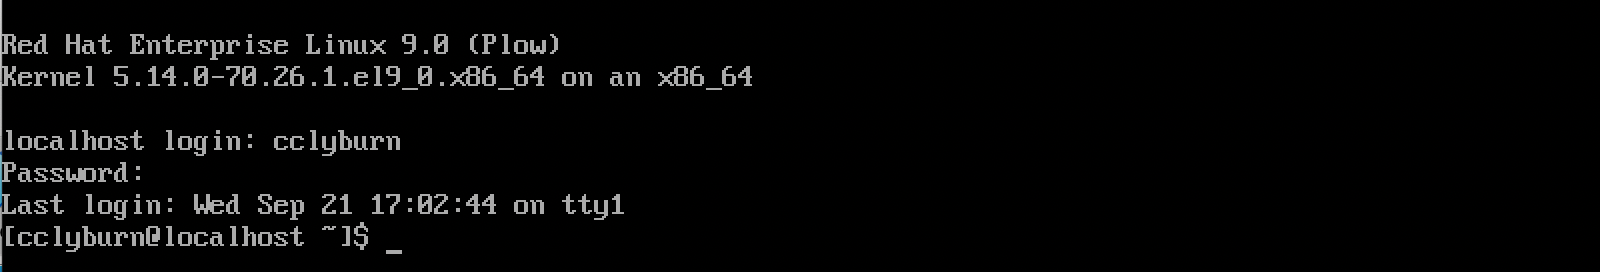 Red Hat Enterprise Linux 9.0 (Plow)
Kernel 5.14.0-70.26.1.el9_0.x86_64 on an x86_64
localhost login: cclyburn
Password:
Last login: Wed Sep 21 17:02:44 on tty1
[cclyburn@localhost ~]$ _